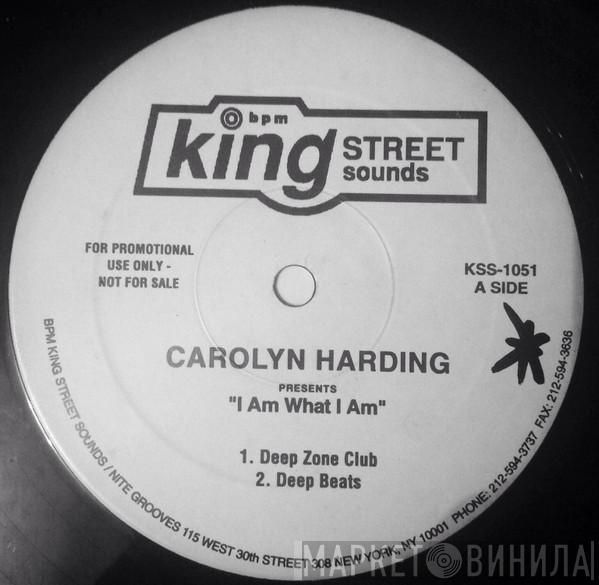 bpm
king STREET
sounds
FOR PROMOTIONAL
USE ONLY -
NOT FOR SALE
KSS-1051
A SIDE
CAROLYN HARDING
PRESENTS
"I Am What I Am"
1. Deep Zone Club
2. Deep Beats
BPM KING STREET SOUNDS / NITE GROOVES 115 WEST 30th STREET 308 NEW YORK, NY 10001 PHONE: 212-594-3737 FAX: 212-594-3636
МАРКЕТ ВИНИЛА